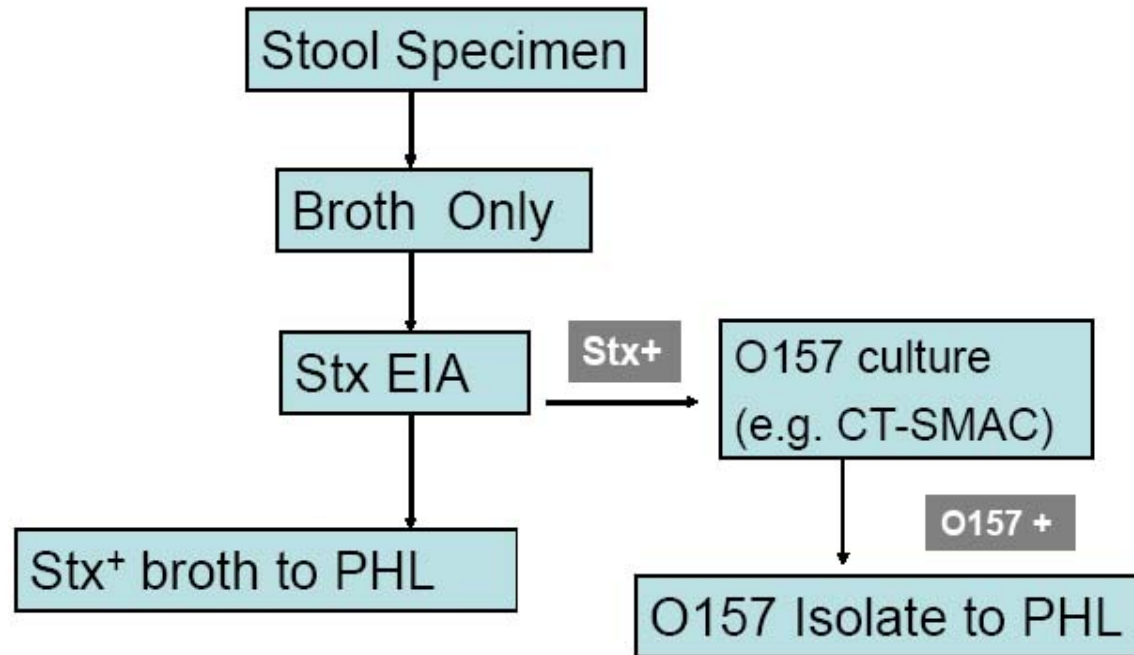 Stool Specimen
Broth Only
Stx EIA
Stx+
O157 culture
(e.g. CT-SMAC)
O157 +
Stx⁺ broth to PHL
O157 Isolate to PHL